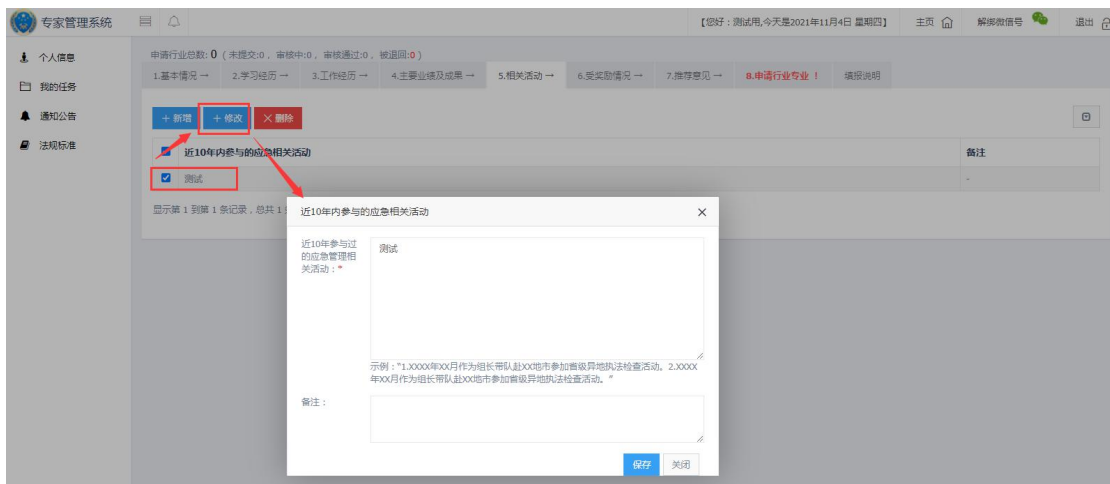 专家管理系统
【您好：测试用,今天是2021年11月4日 星期四】 主页 解绑微信号 退出
个人信息
我的任务
通知公告
法规标准
申请行业总数: 0 ( 未提交:0 , 审核中:0 , 审核通过:0 , 被退回:0 )
1.基本情况→ 2.学习经历→ 3.工作经历→ 4.主要业绩及成果→ 5.相关活动→ 6.受奖励情况→ 7.推荐意见→ 8.申请行业专业 ！ 填报说明
＋新增 ＋修改 ×删除
近10年内参与的应急相关活动 备注
测试 -
显示第 1 到第 1 条记录，总共 1
近10年内参与的应急相关活动 ×
近10年参与过
的应急管理相
关活动：*
测试
示例："1.XXXX年XX月作为组长带队赴XX地市参加省级异地执法检查活动。2.XXXX
年XX月作为组长带队赴XX地市参加省级异地执法检查活动。"
备注：
保存 关闭